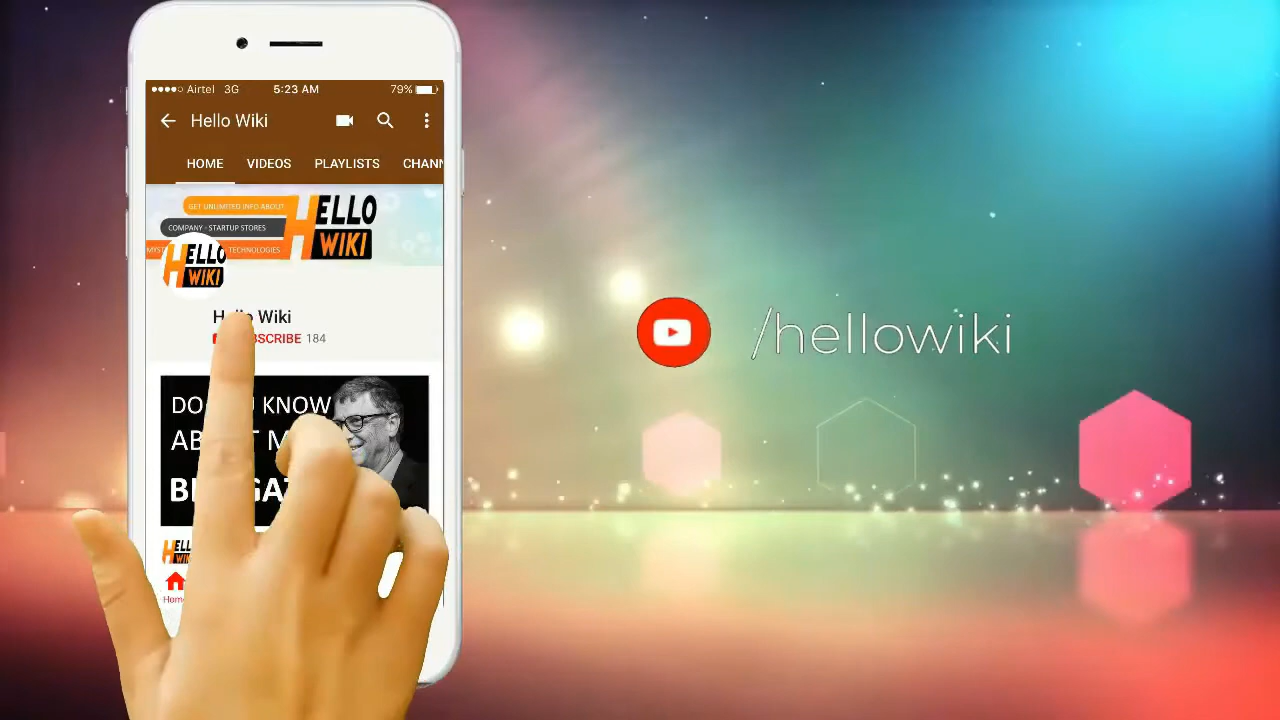 Airtel 3G 5:23 AM 79%
Hello Wiki
HOME VIDEOS PLAYLISTS
GET UNLIMITED INFO ABOUT?
COMPANY - STARTUP STORES
TECHNOLOGIES
HELLO
WIKI
HELLO
WIKI
Wiki
184
KNOW
/hellowiki